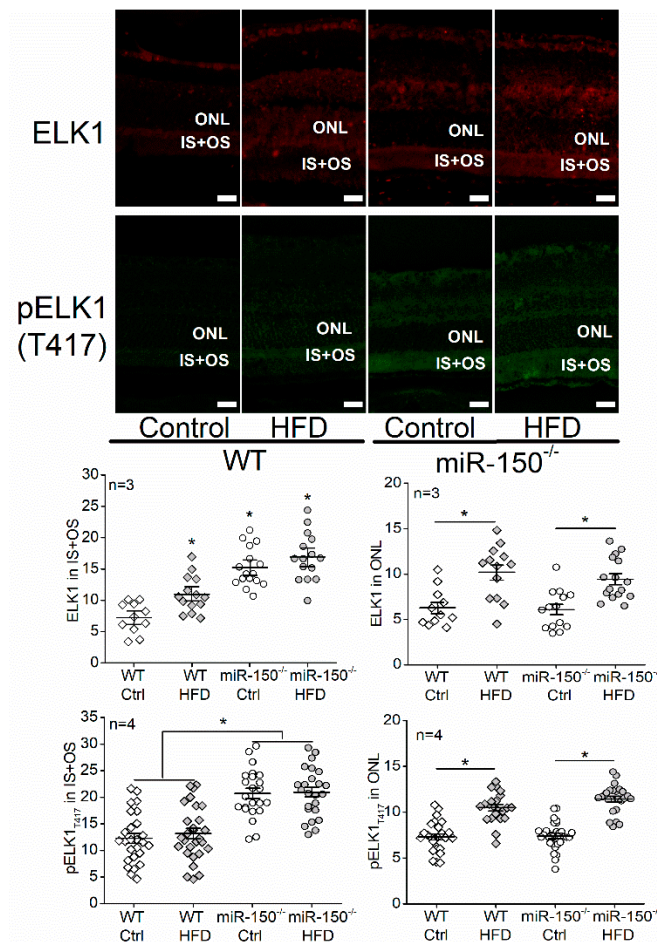 ELK1
ONL
IS+OS
ONL
IS+OS
ONL
IS+OS
ONL
IS+OS
pELK1
(T417)
ONL
IS+OS
ONL
IS+OS
ONL
IS+OS
ONL
IS+OS
Control HFD Control HFD
WT miR-150-/-
n=3
ELK1 in IS+OS
30
25
20
15
10
5
0
* * *
WT Ctrl
WT HFD
miR-150-/- Ctrl
miR-150-/- HFD
n=3
ELK1 in ONL
20
15
10
5
0
* *
WT Ctrl
WT HFD
miR-150-/- Ctrl
miR-150-/- HFD
n=4
pELK1T417 in IS+OS
35
30
25
20
15
10
5
0
*
WT Ctrl
WT HFD
miR-150-/- Ctrl
miR-150-/- HFD
n=4
pELK1T417 in ONL
20
15
10
5
0
* *
WT Ctrl
WT HFD
miR-150-/- Ctrl
miR-150-/- HFD